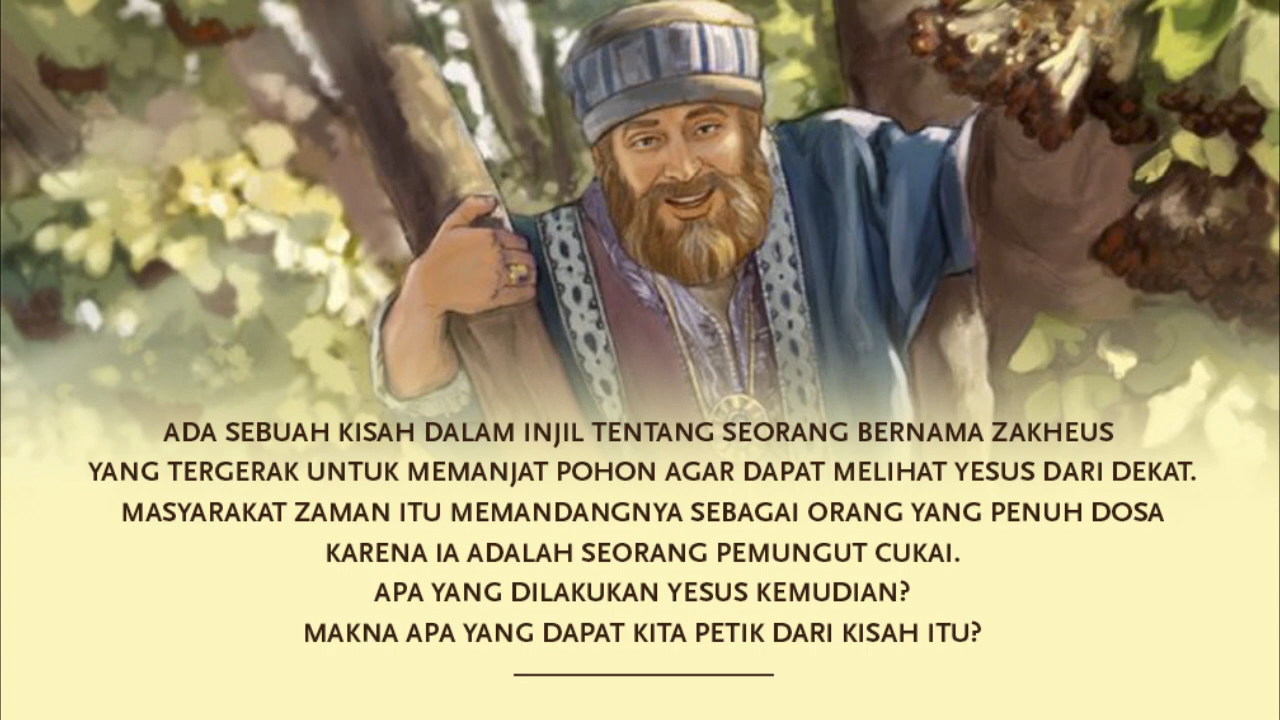 ADA SEBUAH KISAH DALAM INJIL TENTANG SEORANG BERNAMA ZAKHEUS
YANG TERGERAK UNTUK MEMANJAT POHON AGAR DAPAT MELIHAT YESUS DARI DEKAT.
MASYARAKAT ZAMAN ITU MEMANDANGNYA SEBAGAI ORANG YANG PENUH DOSA
KARENA IA ADALAH SEORANG PEMUNGUT CUKAI.
APA YANG DILAKUKAN YESUS KEMUDIAN?
MAKNA APA YANG DAPAT KITA PETIK DARI KISAH ITU?